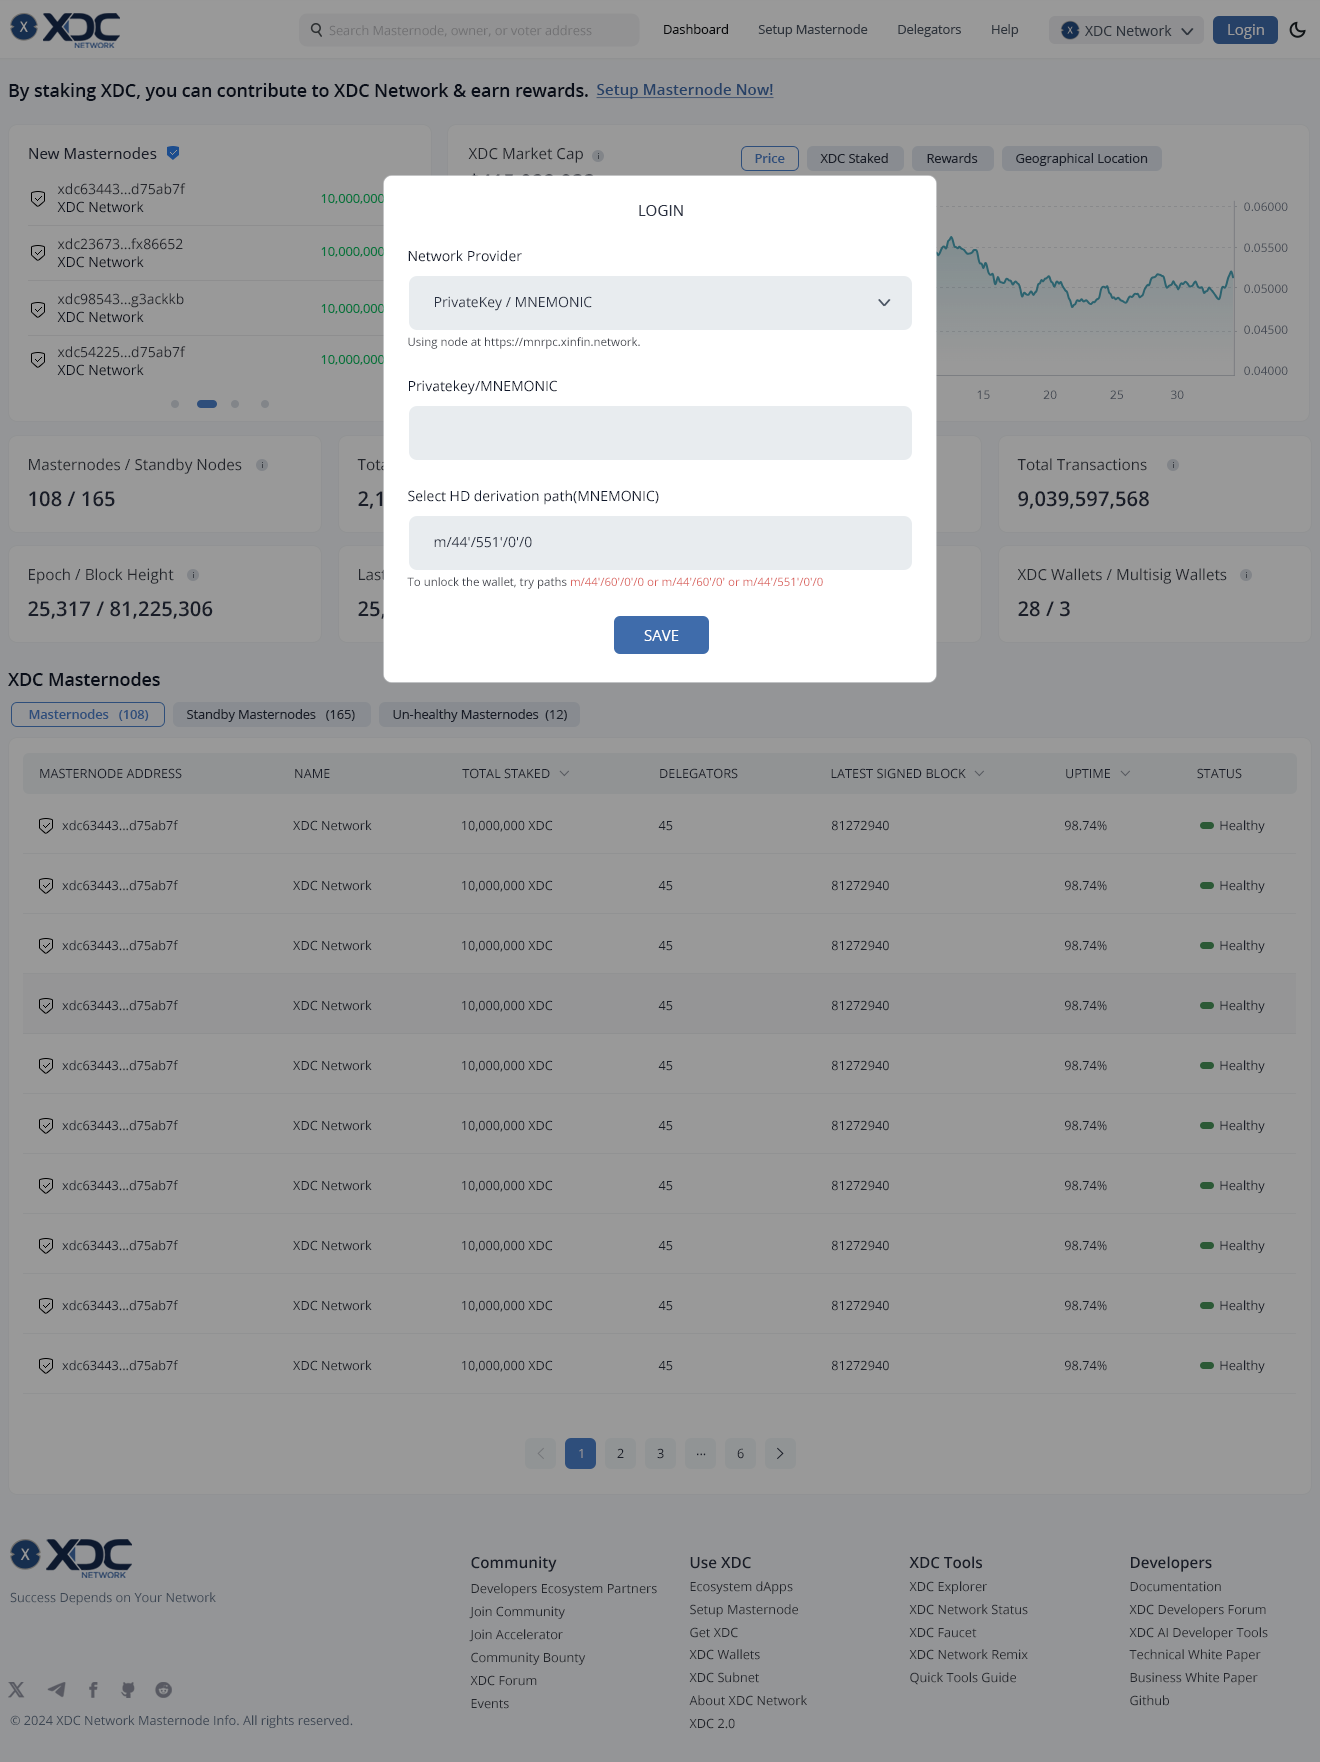 XDC
NETWORK
Search Masternode, owner, or voter address
Dashboard
Setup Masternode
Delegators
Help
XDC Network
Login
By staking XDC, you can contribute to XDC Network & earn rewards. Setup Masternode Now!
New Masternodes
xdc63443...d75ab7f
XDC Network
10,000,000
xdc23673...fx86652
XDC Network
10,000,000
xdc98543...g3ackkb
XDC Network
10,000,000
xdc54225...d75ab7f
XDC Network
10,000,000
XDC Market Cap
Price
XDC Staked
Rewards
Geographical Location
0.06000
0.05500
0.05000
0.04500
0.04000
15 20 25 30
LOGIN
Network Provider
PrivateKey / MNEMONIC
Using node at https://mnrpc.xinfin.network.
Privatekey/MNEMONIC
Select HD derivation path(MNEMONIC)
m/44'/551'/0'/0
To unlock the wallet, try paths m/44'/60'/0'/0 or m/44'/60'/0' or m/44'/551'/0'/0
SAVE
Masternodes / Standby Nodes
108 / 165
Total Transactions
9,039,597,568
Epoch / Block Height
25,317 / 81,225,306
XDC Wallets / Multisig Wallets
28 / 3
XDC Masternodes
Masternodes (108)
Standby Masternodes (165)
Un-healthy Masternodes (12)
MASTERNODE ADDRESS NAME TOTAL STAKED DELEGATORS LATEST SIGNED BLOCK UPTIME STATUS
xdc63443...d75ab7f XDC Network 10,000,000 XDC 45 81272940 98.74% Healthy
xdc63443...d75ab7f XDC Network 10,000,000 XDC 45 81272940 98.74% Healthy
xdc63443...d75ab7f XDC Network 10,000,000 XDC 45 81272940 98.74% Healthy
xdc63443...d75ab7f XDC Network 10,000,000 XDC 45 81272940 98.74% Healthy
xdc63443...d75ab7f XDC Network 10,000,000 XDC 45 81272940 98.74% Healthy
xdc63443...d75ab7f XDC Network 10,000,000 XDC 45 81272940 98.74% Healthy
xdc63443...d75ab7f XDC Network 10,000,000 XDC 45 81272940 98.74% Healthy
xdc63443...d75ab7f XDC Network 10,000,000 XDC 45 81272940 98.74% Healthy
xdc63443...d75ab7f XDC Network 10,000,000 XDC 45 81272940 98.74% Healthy
xdc63443...d75ab7f XDC Network 10,000,000 XDC 45 81272940 98.74% Healthy
1 2 3 ... 6
XDC
NETWORK
Success Depends on Your Network
© 2024 XDC Network Masternode Info. All rights reserved.
Community
Developers Ecosystem Partners
Join Community
Join Accelerator
Community Bounty
XDC Forum
Events
Use XDC
Ecosystem dApps
Setup Masternode
Get XDC
XDC Wallets
XDC Subnet
About XDC Network
XDC 2.0
XDC Tools
XDC Explorer
XDC Network Status
XDC Faucet
XDC Network Remix
Quick Tools Guide
Developers
Documentation
XDC Developers Forum
XDC AI Developer Tools
Technical White Paper
Business White Paper
Github